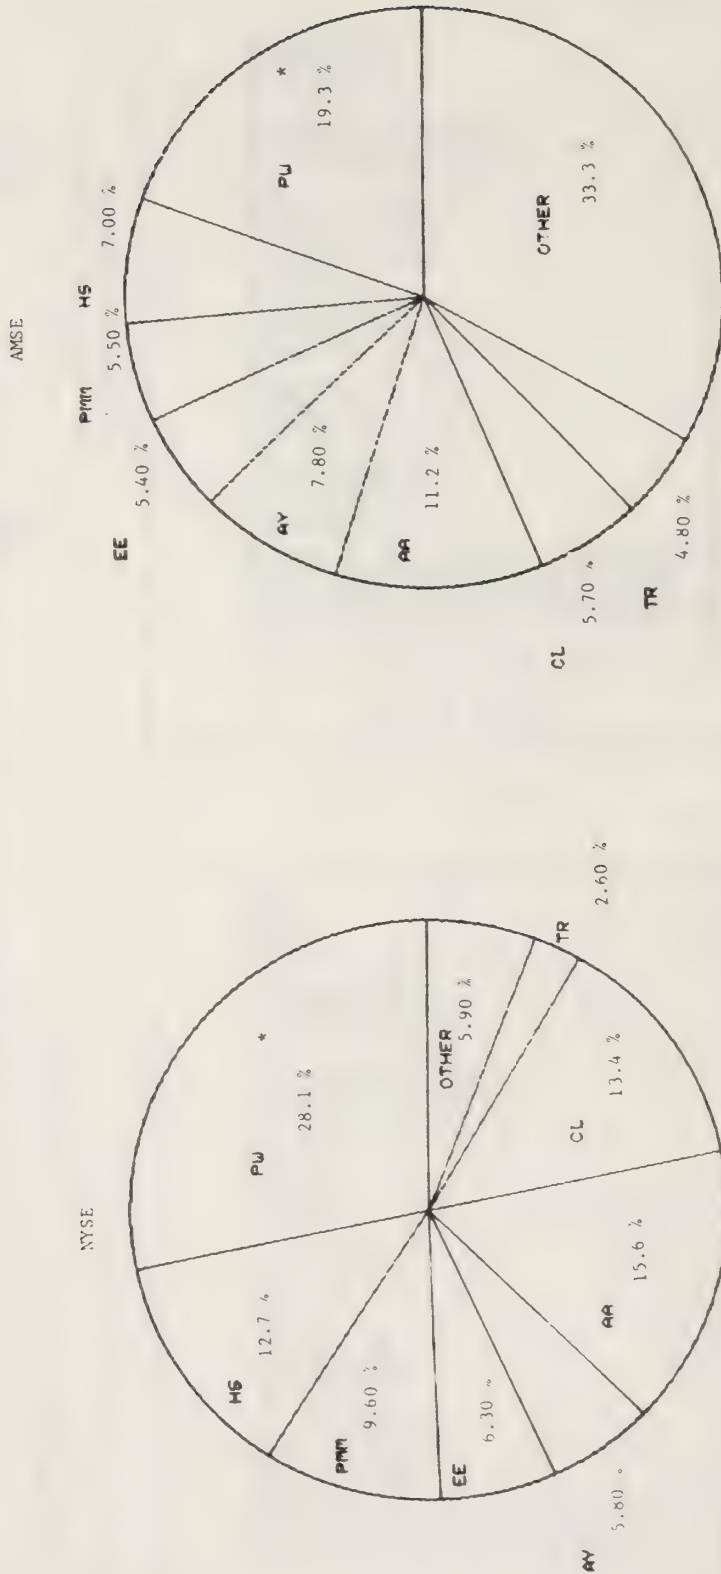 AMSE
PW
19.3 % *
HS
7.00 %
PMM
5.50 %
EE
5.40 %
AY
7.80 %
AA
11.2 %
CL
5.70 %
TR
4.80 %
OTHER
33.3 %
NYSE
PW
28.1 % *
HS
12.7 %
PMM
9.60 %
EE
6.30 %
AY
5.80 %
AA
15.6 %
CL
13.4 %
TR
2.60 %
OTHER
5.90 %